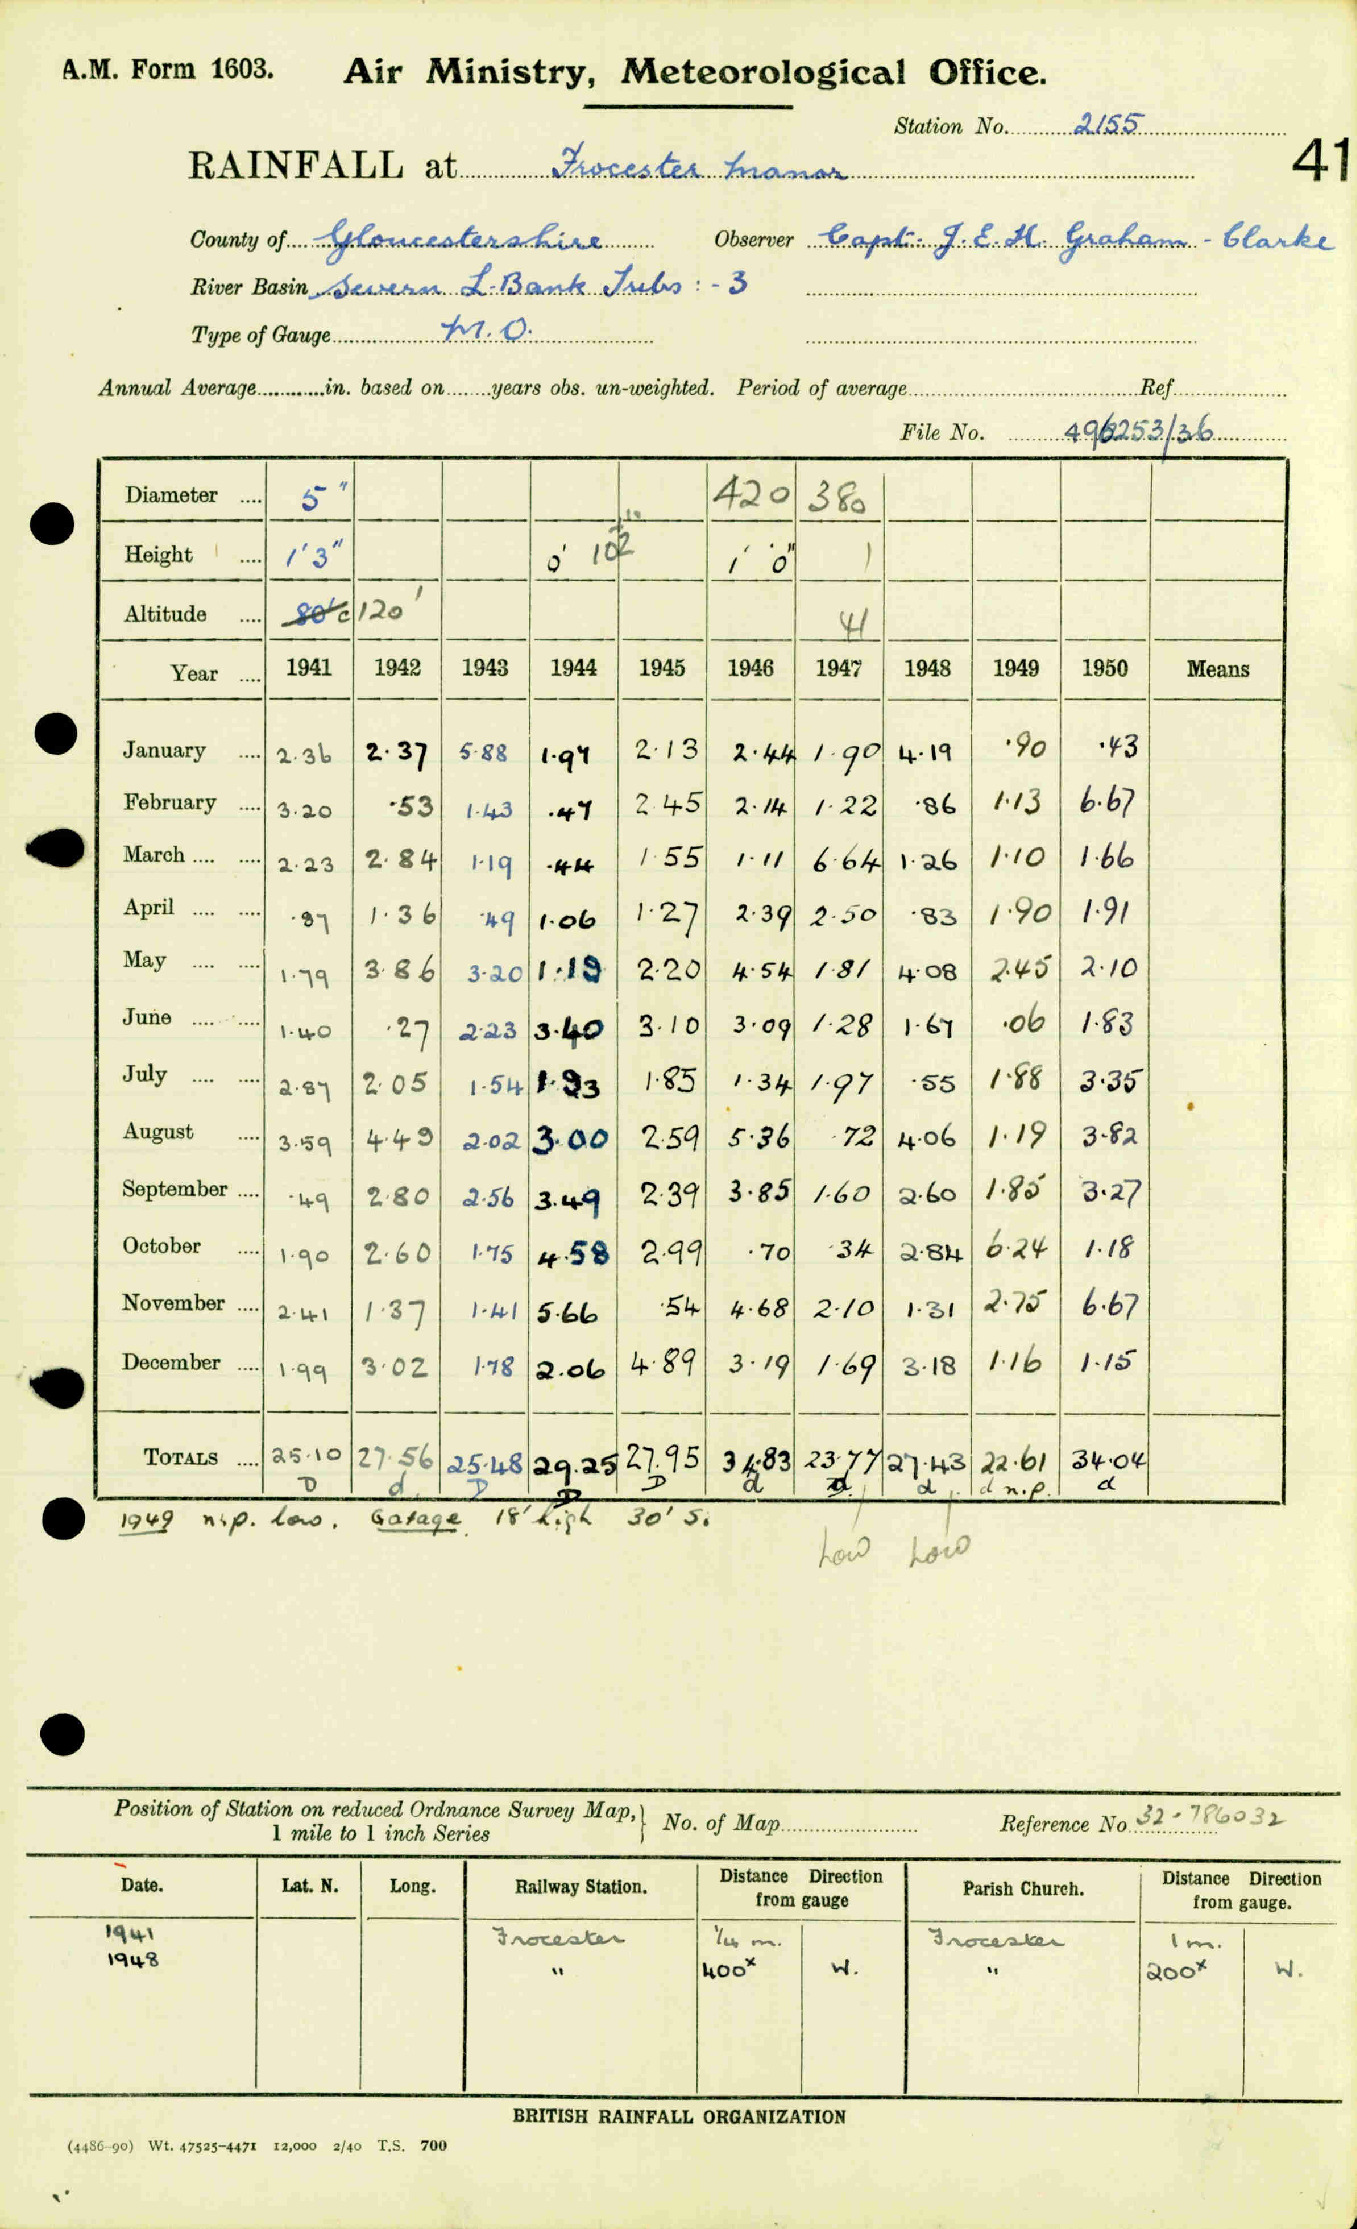 A.M. Form 1603. Air Ministry, Meteorological Office.
Station No. 2155
41
RAINFALL at Frocester Manor
County of Gloucestershire Observer Capt. J. E. H. Graham - Clarke
River Basin Severn L. Bank Tribs : - 3
Type of Gauge M. O.
Annual Average in. based on years obs. un-weighted. Period of average Ref
File No. 496253/36
Diameter 5" 420 380
Height 1' 3" 0' 10 1' 0" 1
Altitude 80' c 120' 41
Year 1941 1942 1943 1944 1945 1946 1947 1948 1949 1950 Means
January 2.36 2.37 5.88 1.97 2.13 2.44 1.90 4.19 .90 .43
February 3.20 .53 1.43 .47 2.45 2.14 1.22 .86 1.13 6.67
March 2.23 2.84 1.19 .44 1.55 1.11 6.64 1.26 1.10 1.66
April .87 1.36 .49 1.06 1.27 2.39 2.50 .83 1.90 1.91
May 1.79 3.86 3.20 1.19 2.20 4.54 1.81 4.08 2.45 2.10
June 1.40 .27 2.23 3.40 3.10 3.09 1.28 1.67 .06 1.83
July 2.87 2.05 1.54 1.93 1.85 1.34 1.97 .55 1.88 3.35
August 3.59 4.49 2.02 3.00 2.59 5.36 .72 4.06 1.19 3.82
September .49 2.80 2.56 3.49 2.39 3.85 1.60 2.60 1.85 3.27
October 1.90 2.60 1.75 4.58 2.99 .70 .34 2.84 6.24 1.18
November 2.41 1.37 1.41 5.66 .54 4.68 2.10 1.31 2.75 6.67
December 1.99 3.02 1.78 2.06 4.89 3.19 1.69 3.18 1.16 1.15
TOTALS 25.10 27.56 25.48 29.25 27.95 34.83 23.77 27.43 22.61 34.04
D d D D D d d d d n.p. d
1949 n.p. low. Garage 18' high 30' S.
Low Low
Position of Station on reduced Ordnance Survey Map, No. of Map Reference No 32 - 786032
1 mile to 1 inch Series
Date. Lat. N. Long. Railway Station. Distance Direction from gauge Parish Church. Distance Direction from gauge.
1941 Frocester 1/4 m. Frocester 1 m.
1948 " 400x W. " 200x W.
BRITISH RAINFALL ORGANIZATION
(4486-90) Wt. 47525-4471 12,000 2/40 T.S. 700